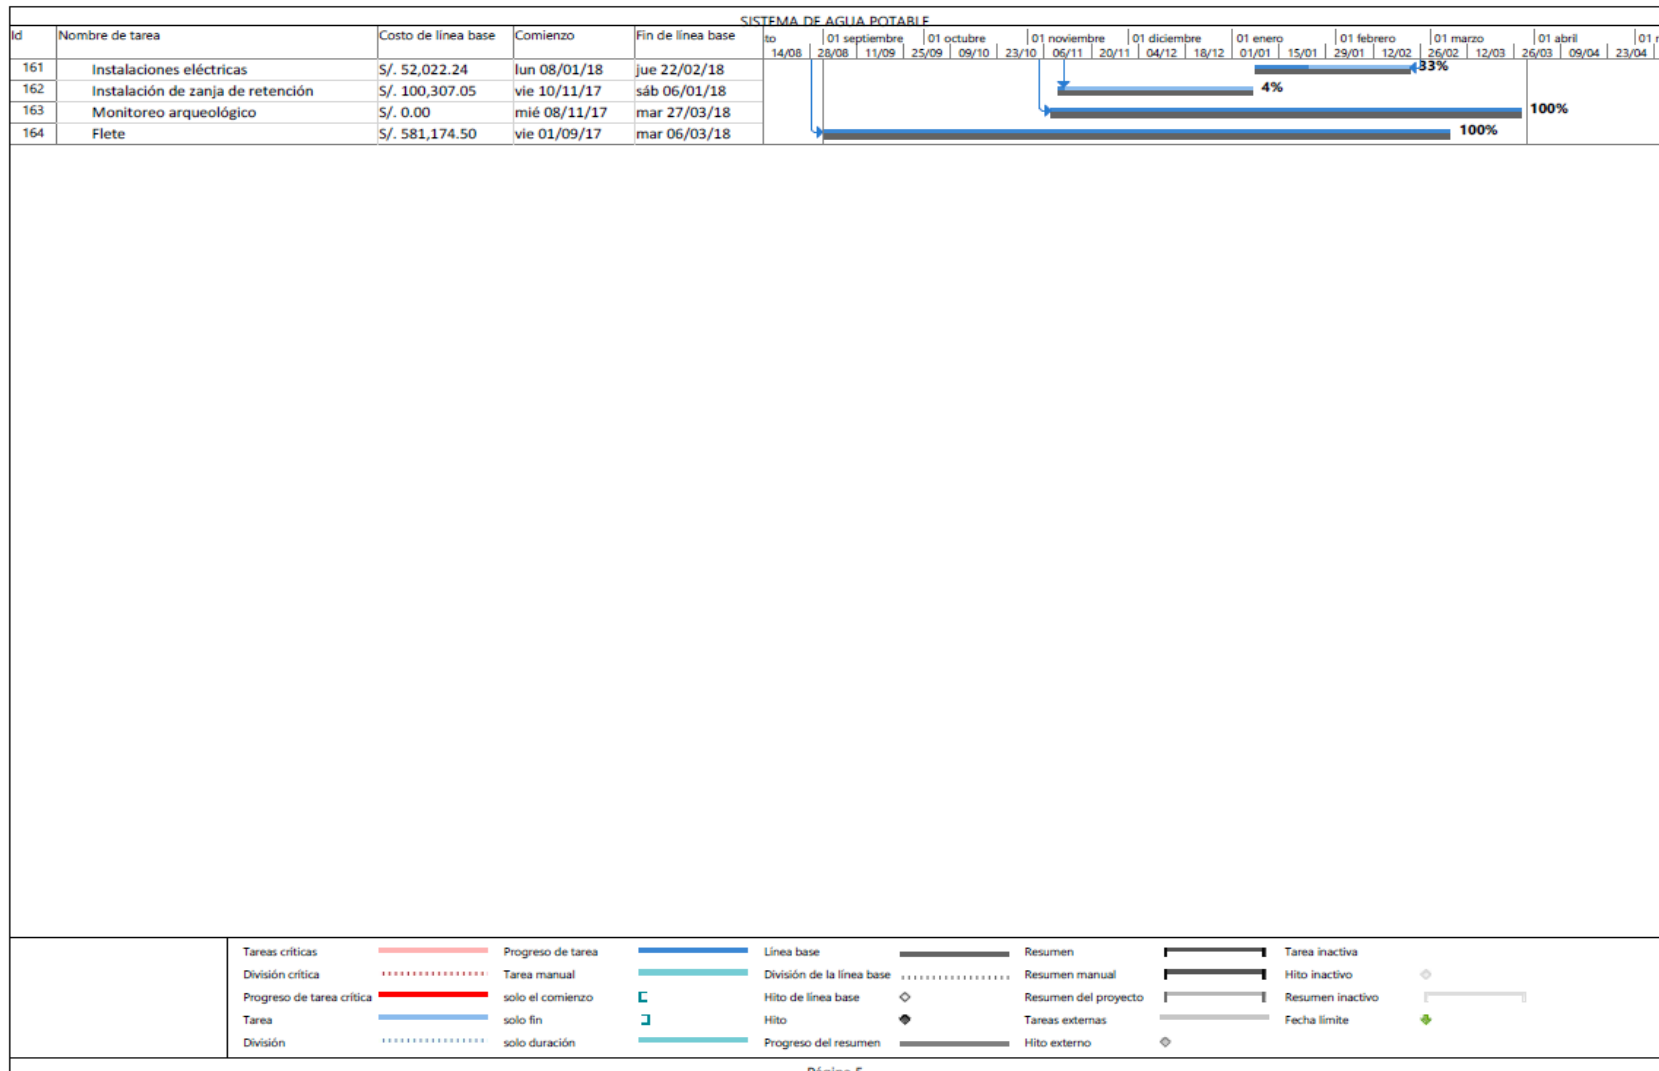 SISTEMA DE AGUA POTABLE
Id Nombre de tarea Costo de línea base Comienzo Fin de línea base to 01 septiembre 01 octubre 01 noviembre 01 diciembre 01 enero 01 febrero 01 marzo 01 abril 01
14/08 28/08 11/09 25/09 09/10 23/10 06/11 20/11 04/12 18/12 01/01 15/01 29/01 12/02 26/02 12/03 26/03 09/04 23/04
161 Instalaciones eléctricas S/. 52,022.24 lun 08/01/18 jue 22/02/18 33%
162 Instalación de zanja de retención S/. 100,307.05 vie 10/11/17 sáb 06/01/18 4%
163 Monitoreo arqueológico S/. 0.00 mié 08/11/17 mar 27/03/18 100%
164 Flete S/. 581,174.50 vie 01/09/17 mar 06/03/18 100%
Tareas críticas Progreso de tarea Línea base Resumen Tarea inactiva
División crítica Tarea manual División de la línea base Resumen manual Hito inactivo
Progreso de tarea crítica solo el comienzo Hito de línea base Resumen del proyecto Resumen inactivo
Tarea solo fin Hito Tareas externas Fecha límite
División solo duración Progreso del resumen Hito externo
Página 5